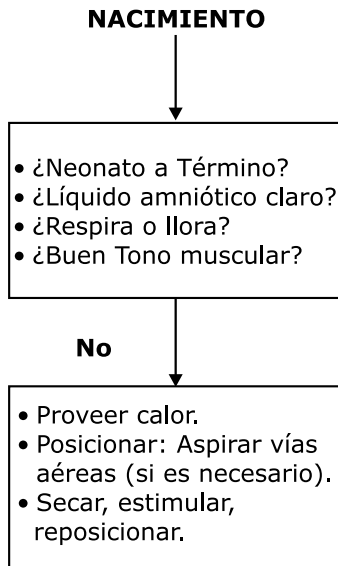 NACIMIENTO
• ¿Neonato a Término?
• ¿Líquido amniótico claro?
• ¿Respira o llora?
• ¿Buen Tono muscular?
No
• Proveer calor.
• Posicionar: Aspirar vías
aéreas (si es necesario).
• Secar, estimular,
reposicionar.